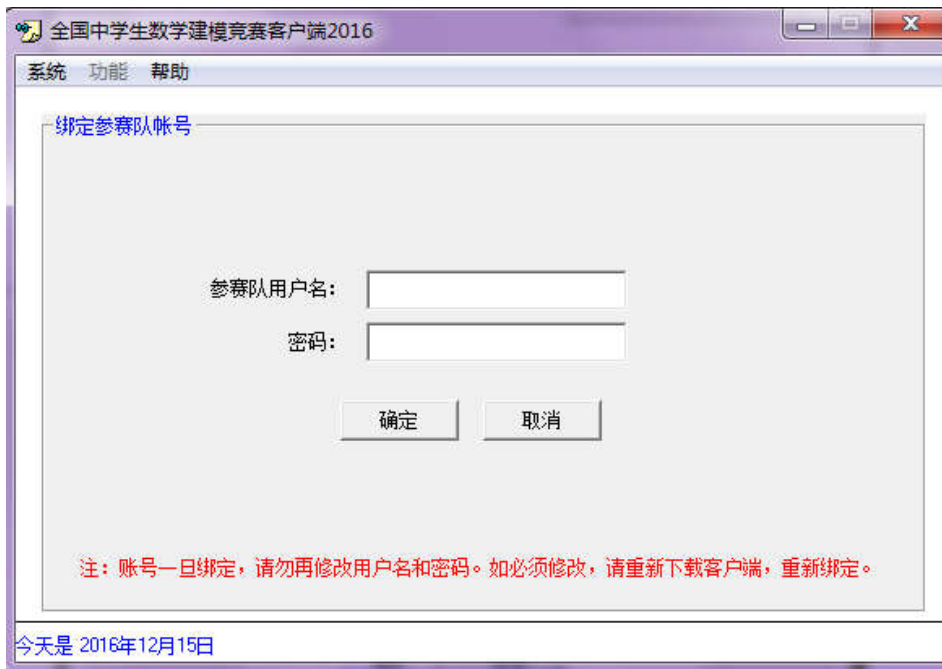 全国中学生数学建模竞赛客户端2016
系统 功能 帮助
绑定参赛队帐号
参赛队用户名：
密码：
确定 取消
注：账号一旦绑定，请勿再修改用户名和密码。如必须修改，请重新下载客户端，重新绑定。
今天是 2016年12月15日